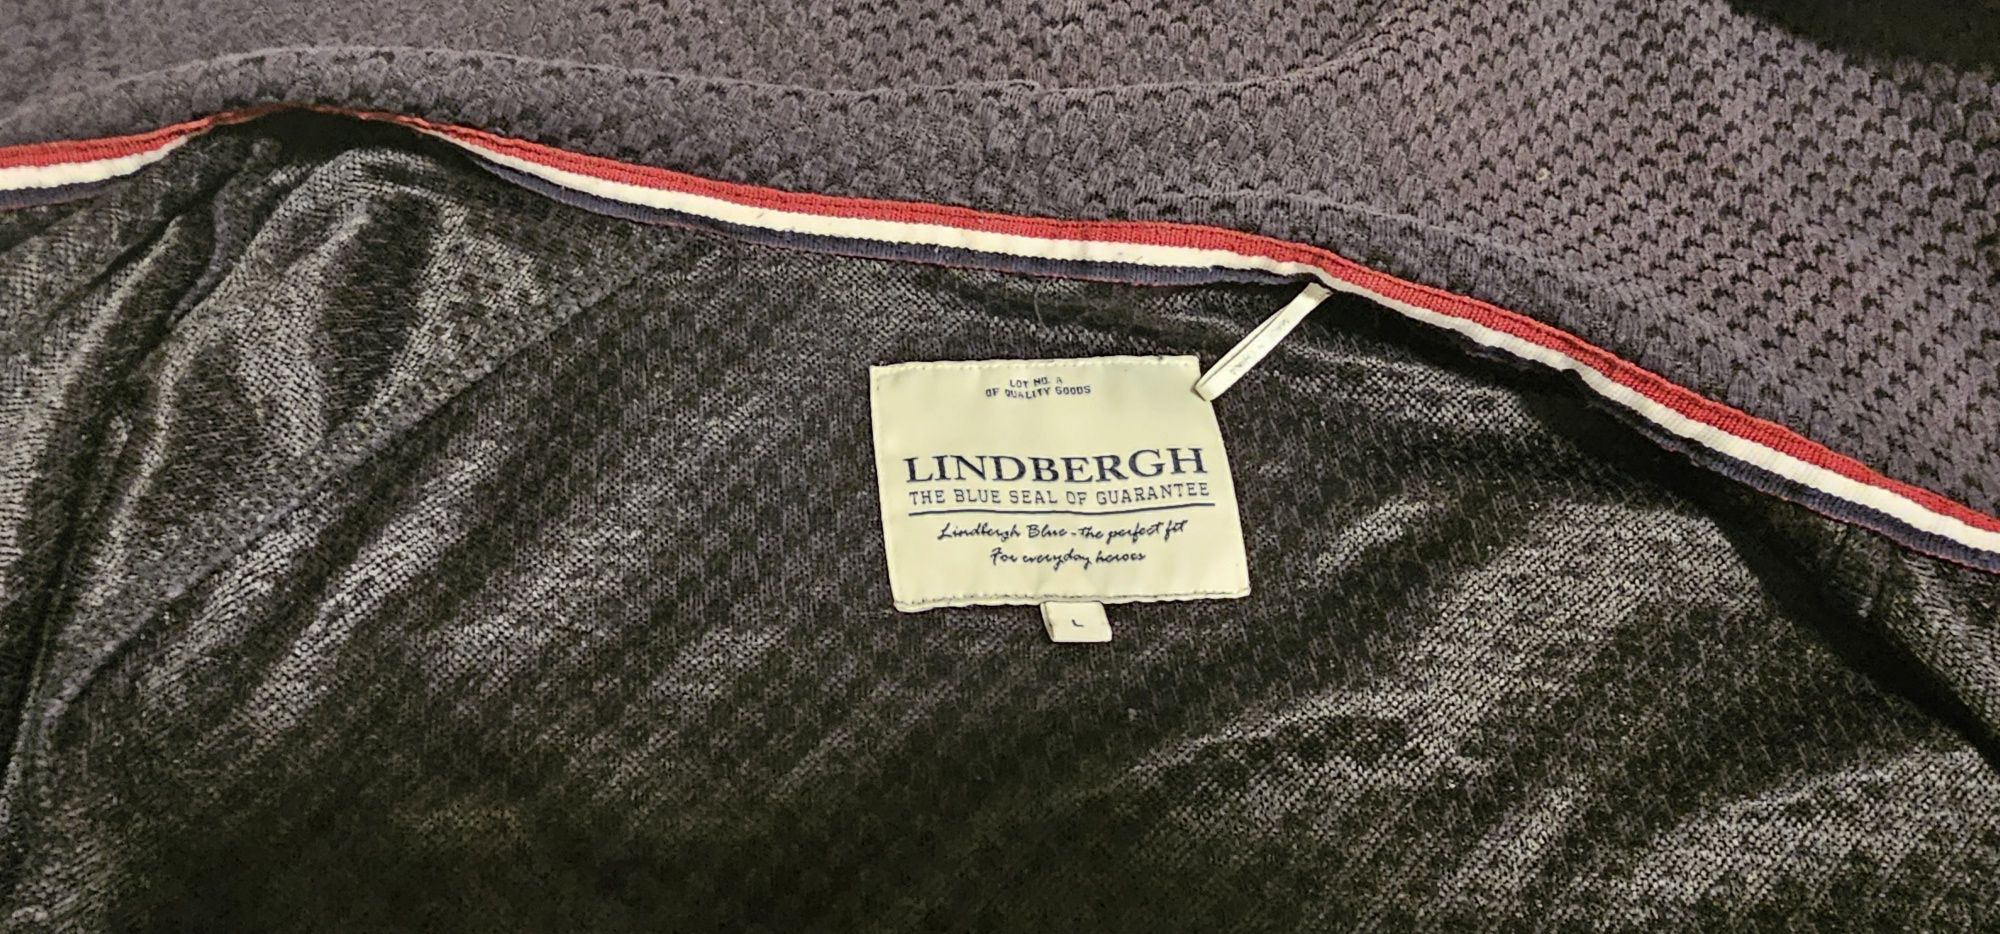 LOT NO. A
OF QUALITY GOODS
LINDBERGH
THE BLUE SEAL OF GUARANTEE
Lindbergh Blue - the perfect fit
For everyday heroes
L